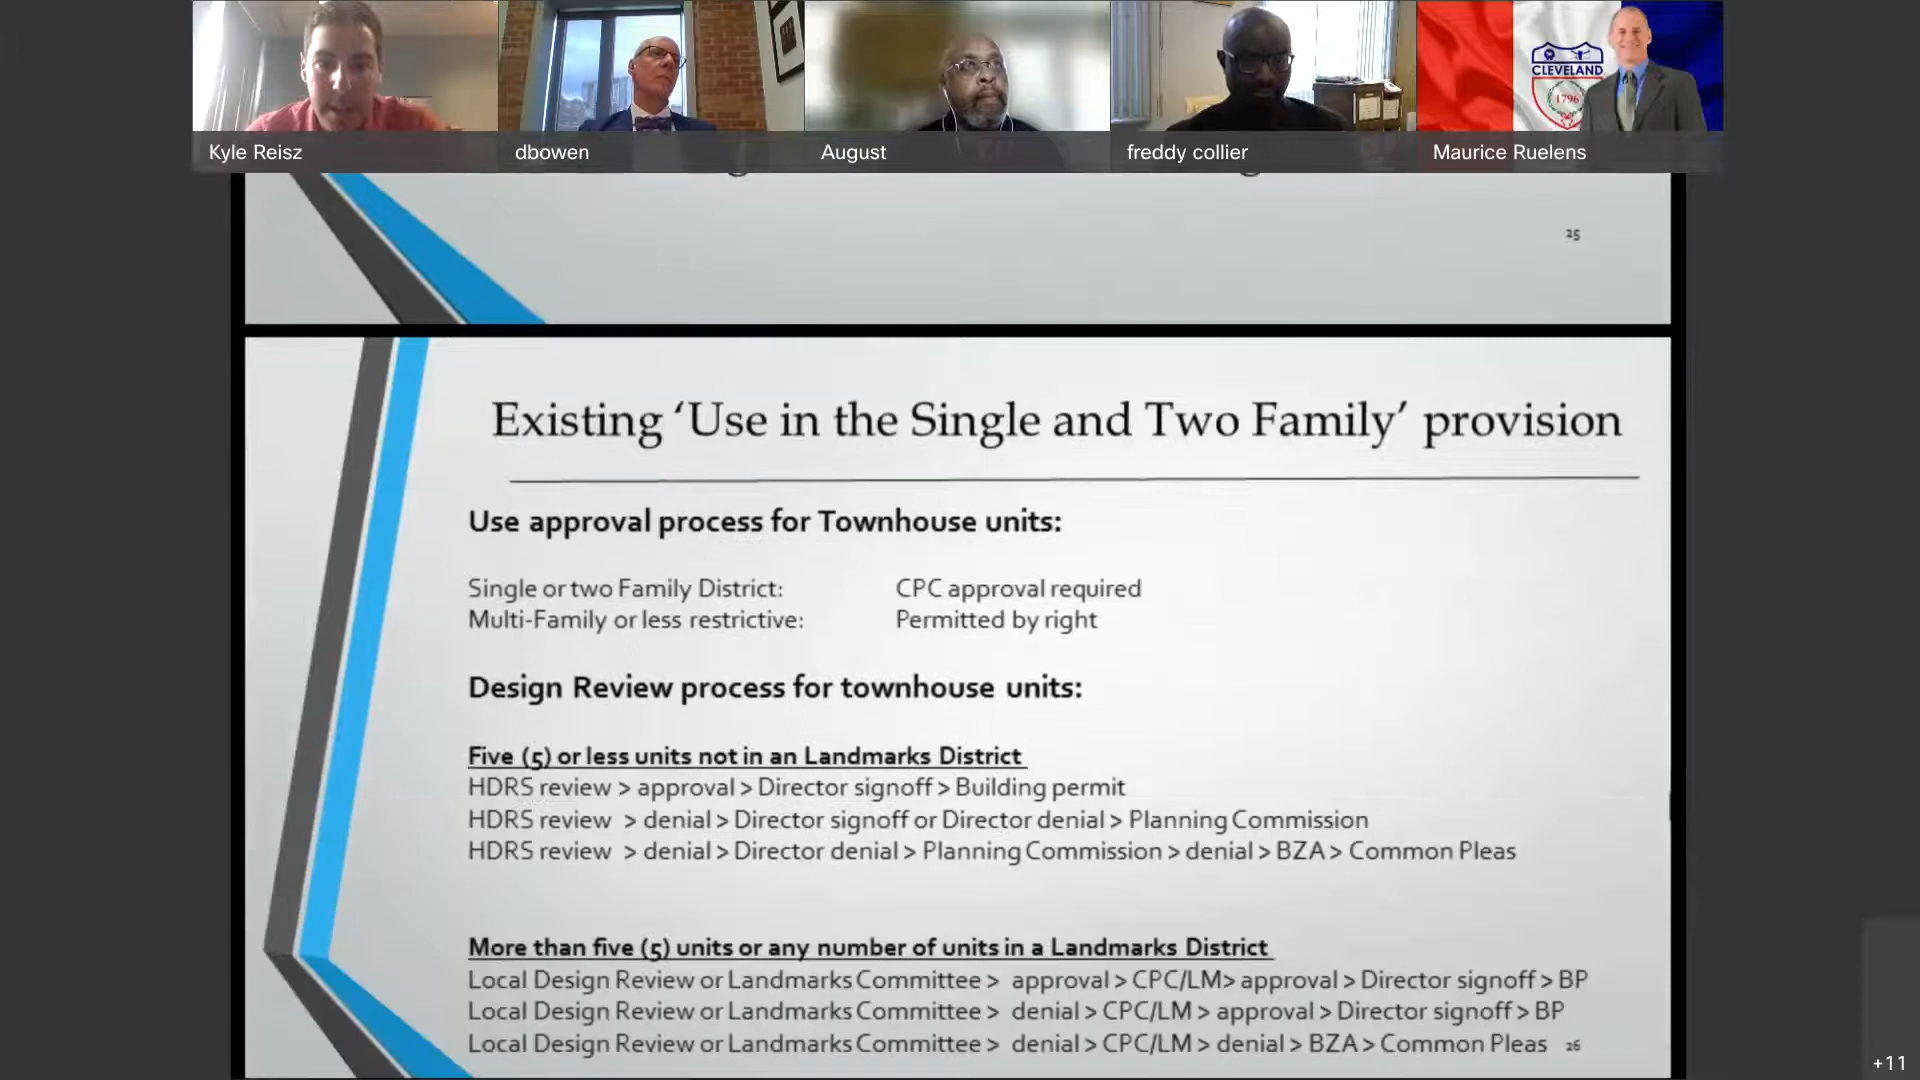 CLEVELAND
1796
Kyle Reisz
dbowen
August
freddy collier
Maurice Ruelens
25
Existing ‘Use in the Single and Two Family’ provision
Use approval process for Townhouse units:
Single or two Family District: CPC approval required
Multi-Family or less restrictive: Permitted by right
Design Review process for townhouse units:
Five (5) or less units not in an Landmarks District
HDRS review > approval > Director signoff > Building permit
HDRS review > denial > Director signoff or Director denial > Planning Commission
HDRS review > denial > Director denial > Planning Commission > denial > BZA > Common Pleas
More than five (5) units or any number of units in a Landmarks District
Local Design Review or Landmarks Committee > approval > CPC/LM> approval > Director signoff > BP
Local Design Review or Landmarks Committee > denial > CPC/LM > approval > Director signoff > BP
Local Design Review or Landmarks Committee > denial > CPC/LM > denial > BZA > Common Pleas
26
+11